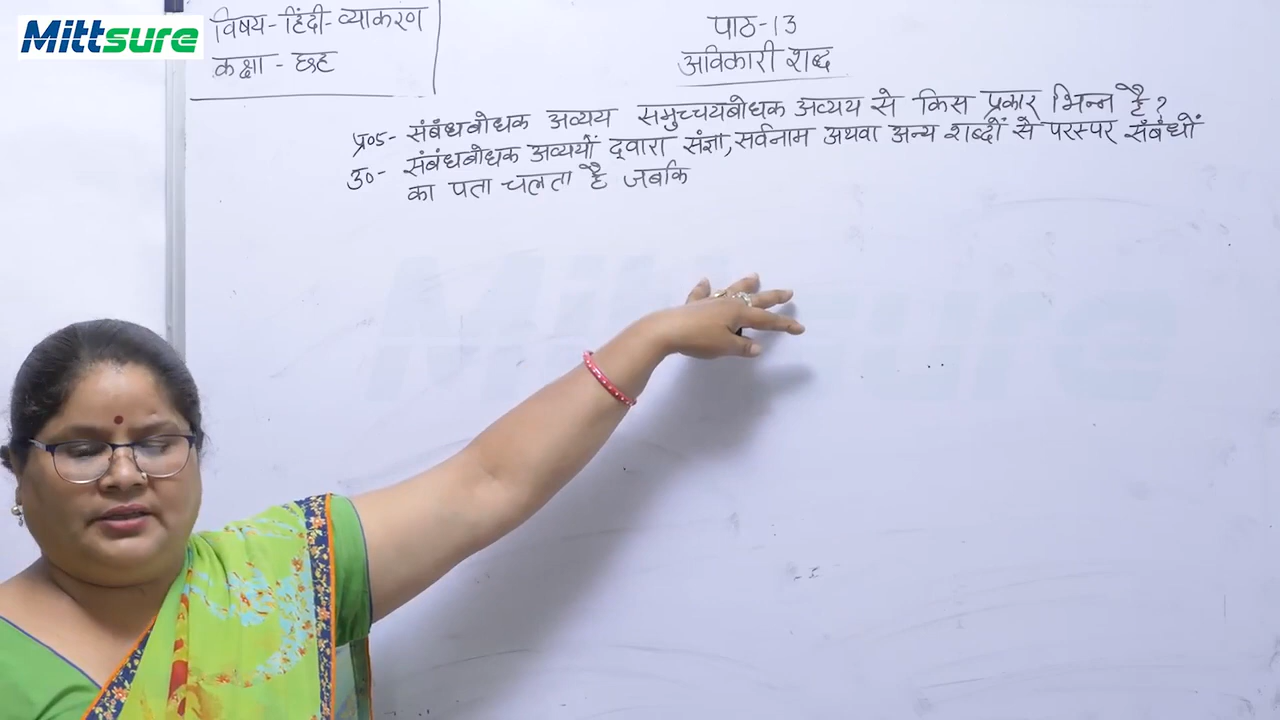 Mittsure
विषय - हिंदी - व्याकरण
कक्षा - छह
पाठ-13
अविकारी शब्द
प्र०5- संबंधबोधक अव्यय समुच्चयबोधक अव्यय से किस प्रकार भिन्न है?
उ०- संबंधबोधक अव्ययों द्वारा संज्ञा, सर्वनाम अथवा अन्य शब्दों से परस्पर संबंधों
का पता चलता है जबकि
Mittsure